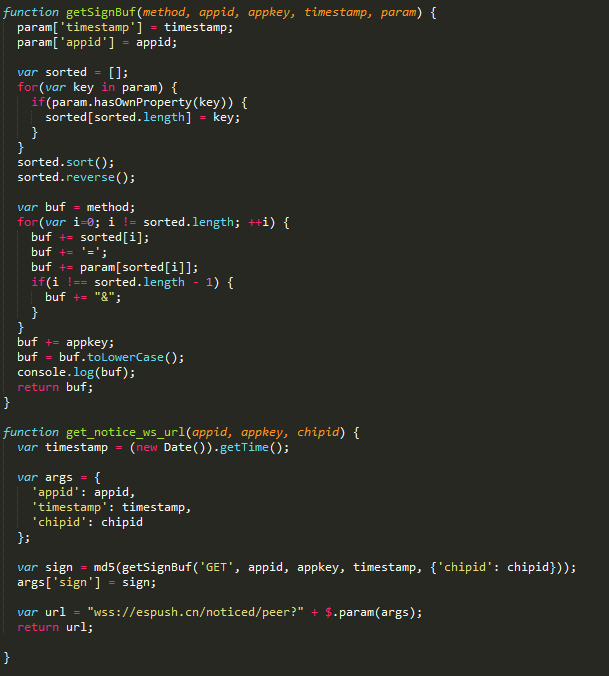 function getSignBuf(method, appid, appkey, timestamp, param) {
param['timestamp'] = timestamp;
param['appid'] = appid;
var sorted = [];
for(var key in param) {
if(param.hasOwnProperty(key)) {
sorted[sorted.length] = key;
}
}
sorted.sort();
sorted.reverse();
var buf = method;
for(var i=0; i != sorted.length; ++i) {
buf += sorted[i];
buf += '=';
buf += param[sorted[i]];
if(i !== sorted.length - 1) {
buf += "&";
}
}
buf += appkey;
buf = buf.toLowerCase();
console.log(buf);
return buf;
}
function get_notice_ws_url(appid, appkey, chipid) {
var timestamp = (new Date()).getTime();
var args = {
'appid': appid,
'timestamp': timestamp,
'chipid': chipid
};
var sign = md5(getSignBuf('GET', appid, appkey, timestamp, {'chipid': chipid}));
args['sign'] = sign;
var url = "wss://espush.cn/noticed/peer?" + $.param(args);
return url;
}